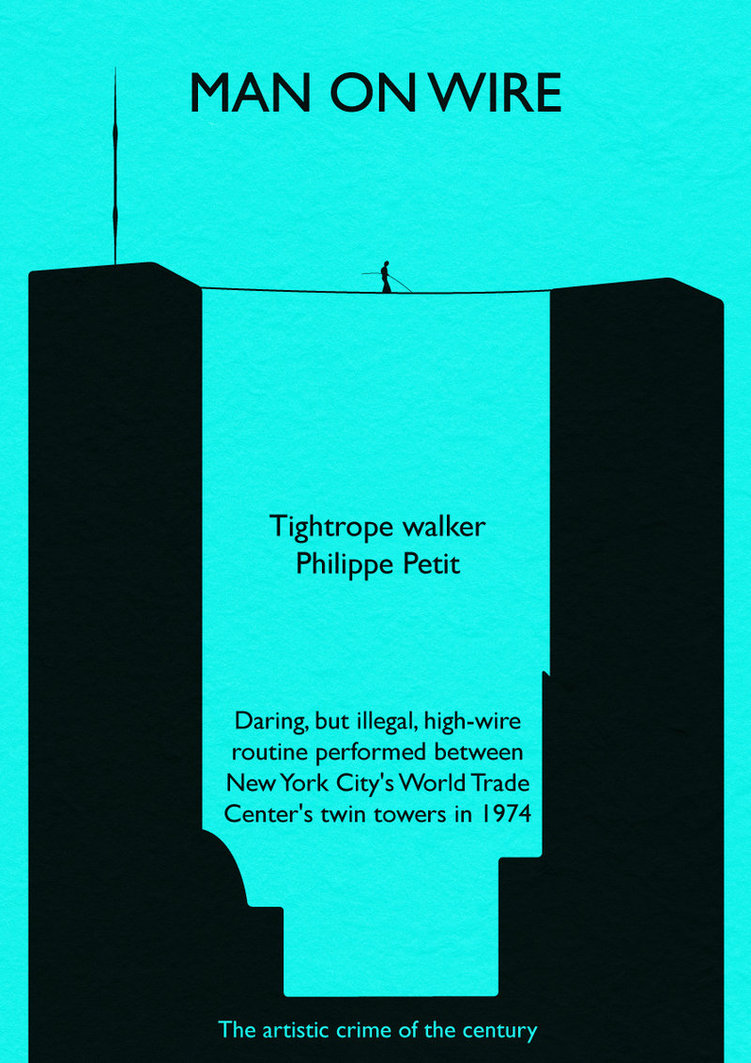 MAN ON WIRE
Tightrope walker
Philippe Petit
Daring, but illegal, high-wire
routine performed between
New York City's World Trade
Center's twin towers in 1974
The artistic crime of the century